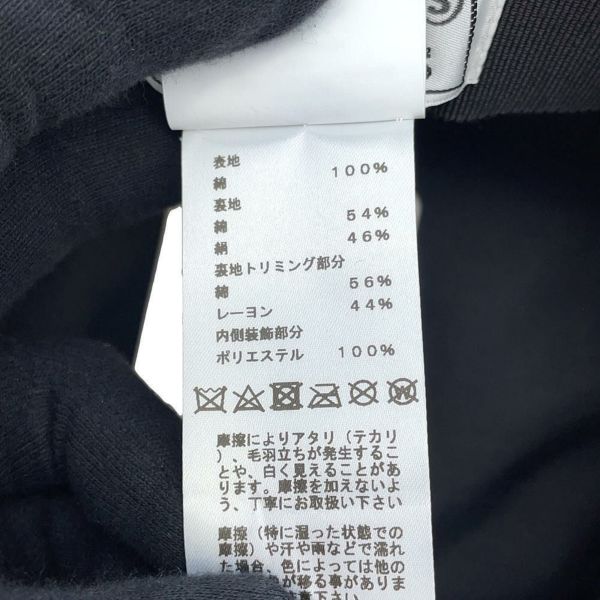 表地
綿 100%
裏地
綿 54%
絹 46%
裏地トリミング部分
綿 56%
レーヨン 44%
内側装飾部分
ポリエステル 100%
摩擦によりアタリ(テカリ
)、毛羽立ちが発生するこ
とや、白く見えることがあ
ります。摩擦を加えないよ
う、丁寧にお取扱い下さい
摩擦(特に湿った状態での
摩擦)や汗や雨などで濡れ
た場合、色によっては他の
が移る事がありま
意下さい